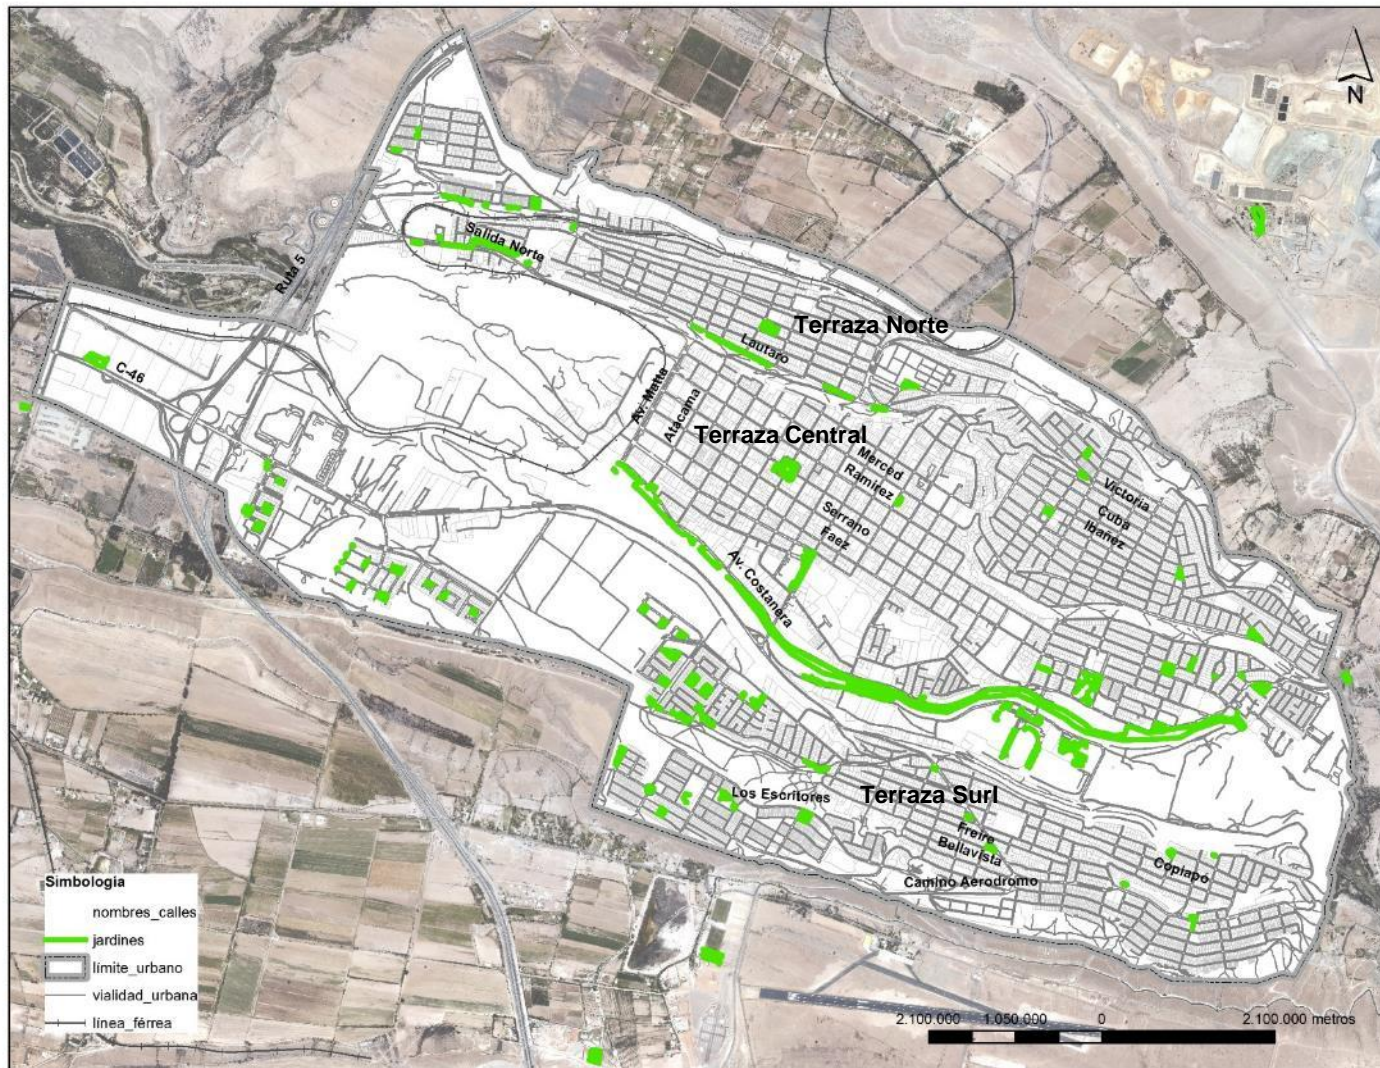 N
Salida Norte
Ruta 5
Terraza Norte
Lautaro
C-46
Av. Matta
Atacama
Terraza Central
Merced
Ramirez
Victoria
Cuba
Ibañez
Serrano
Faez
Av. Costanera
Los Escritores
Terraza Surl
Freire
Bellavista
Copiapo
Camino Aerodromo
Simbologia
nombres_calles
jardines
límite_urbano
vialidad_urbana
línea_férrea
2.100.000 1.050.000 0 2.100.000 metros